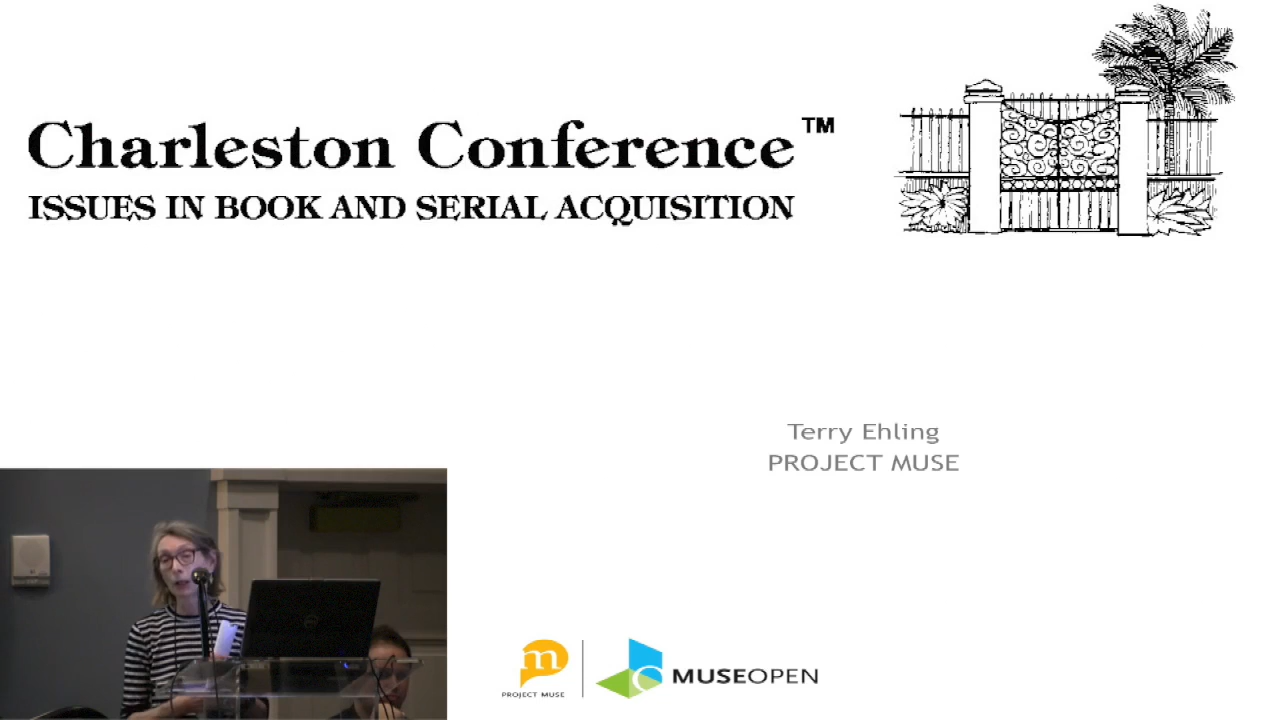 Charleston Conference™
ISSUES IN BOOK AND SERIAL ACQUISITION
Terry Ehling
PROJECT MUSE
m
PROJECT MUSE
MUSEOPEN